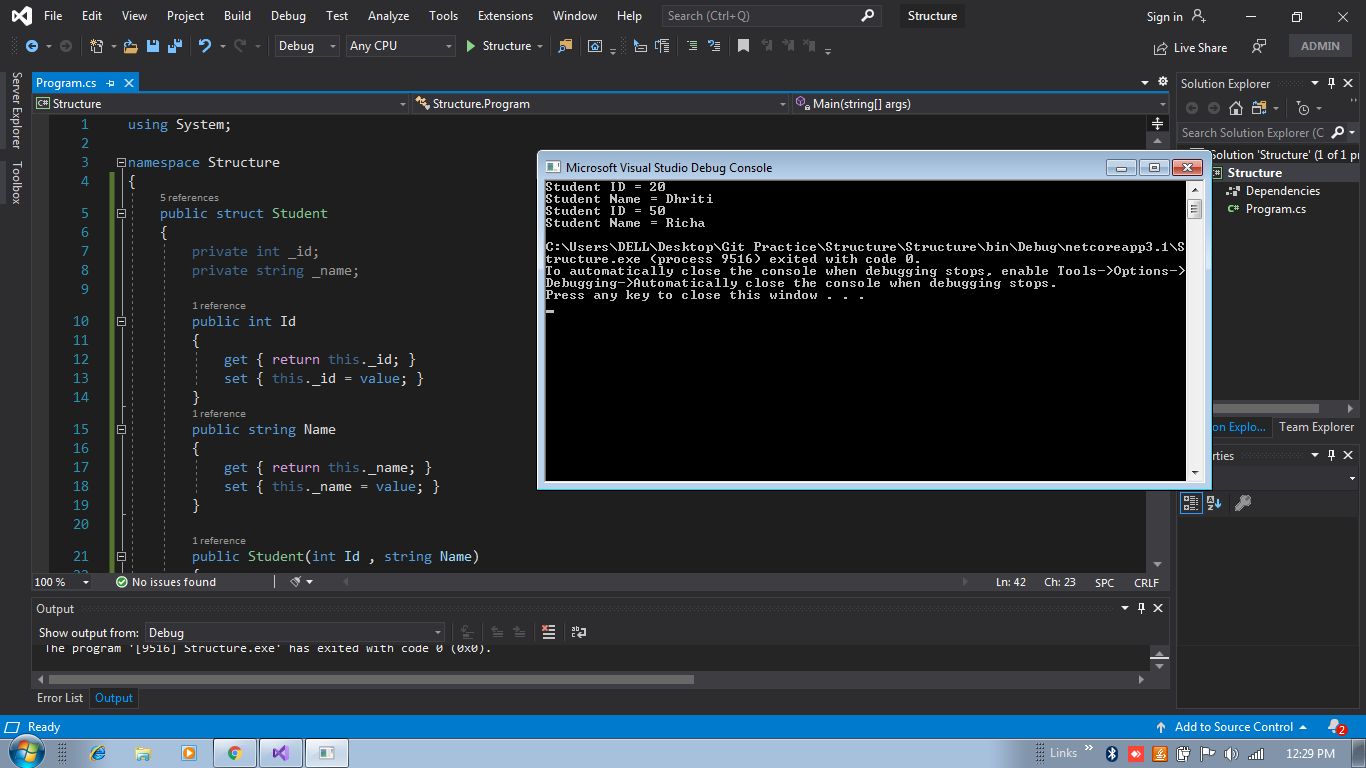 File Edit View Project Build Debug Test Analyze Tools Extensions Window Help Search (Ctrl+Q) Structure Sign in
Debug Any CPU Structure Live Share ADMIN
Server Explorer
Toolbox
Program.cs
Structure Structure.Program Main(string[] args)
1 using System;
2
3 namespace Structure
4 {
5 references
5 public struct Student
6 {
7 private int _id;
8 private string _name;
9
1 reference
10 public int Id
11 {
12 get { return this._id; }
13 set { this._id = value; }
14 }
1 reference
15 public string Name
16 {
17 get { return this._name; }
18 set { this._name = value; }
19 }
20
1 reference
21 public Student(int Id , string Name)
100 % No issues found Ln: 42 Ch: 23 SPC CRLF
Microsoft Visual Studio Debug Console
Student ID = 20
Student Name = Dhriti
Student ID = 50
Student Name = Richa
C:\Users\DELL\Desktop\Git Practice\Structure\Structure\bin\Debug\netcoreapp3.1\S
tructure.exe (process 9516) exited with code 0.
To automatically close the console when debugging stops, enable Tools->Options->
Debugging->Automatically close the console when debugging stops.
Press any key to close this window . . .
Solution Explorer
Search Solution Explorer (C
Solution 'Structure' (1 of 1 pr
Structure
Dependencies
Program.cs
on Explo... Team Explorer
rties
Output
Show output from: Debug
The program '[9516] Structure.exe' has exited with code 0 (0x0).
Error List Output
Ready Add to Source Control 2
Links 12:29 PM